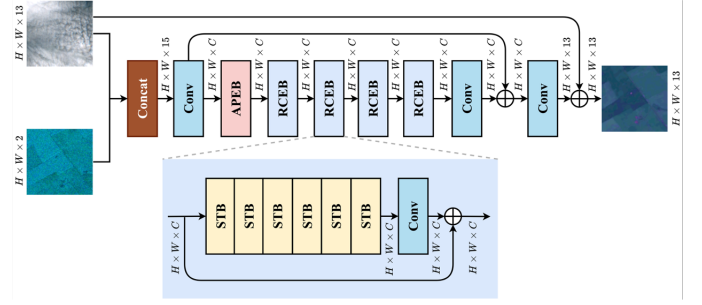 H × W × 13
H × W × 2
Concat
H × W × 15
Conv
H × W × C
APEB
H × W × C
RCEB
H × W × C
RCEB
H × W × C
RCEB
H × W × C
RCEB
H × W × C
Conv
H × W × C
H × W × C
Conv
H × W × 13
H × W × 13
H × W × 13
H × W × C
STB
STB
STB
STB
STB
STB
H × W × C
Conv
H × W × C
H × W × C